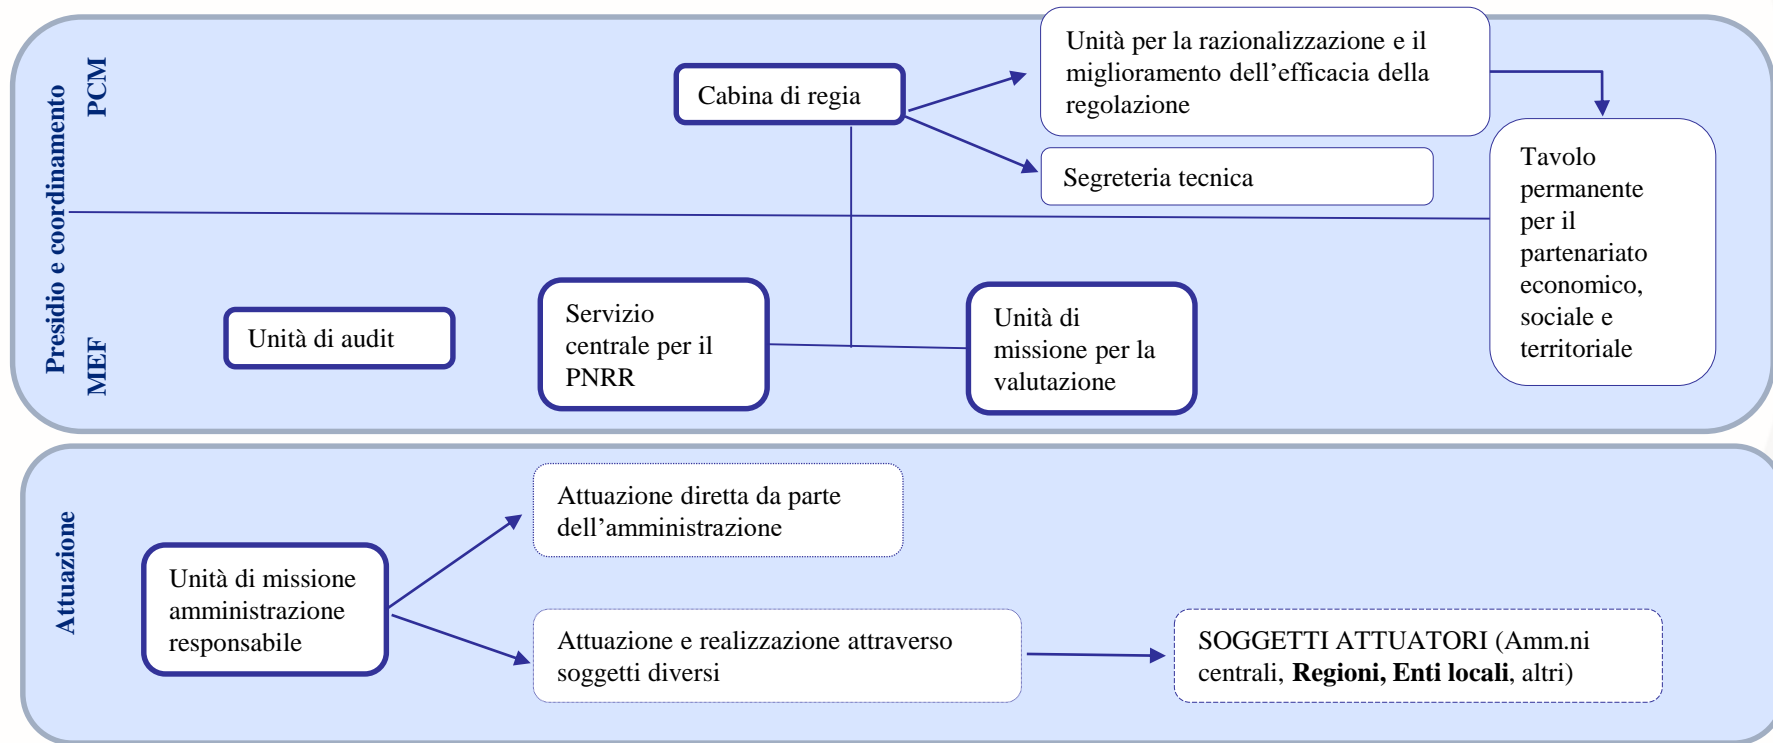 Presidio e coordinamento
PCM
Cabina di regia
Unità per la razionalizzazione e il
miglioramento dell’efficacia della
regolazione
Segreteria tecnica
Tavolo
permanente
per il
partenariato
economico,
sociale e
territoriale
MEF
Unità di audit
Servizio
centrale per il
PNRR
Unità di
missione per la
valutazione
Attuazione
Unità di missione
amministrazione
responsabile
Attuazione diretta da parte
dell’amministrazione
Attuazione e realizzazione attraverso
soggetti diversi
SOGGETTI ATTUATORI (Amm.ni
centrali, Regioni, Enti locali, altri)